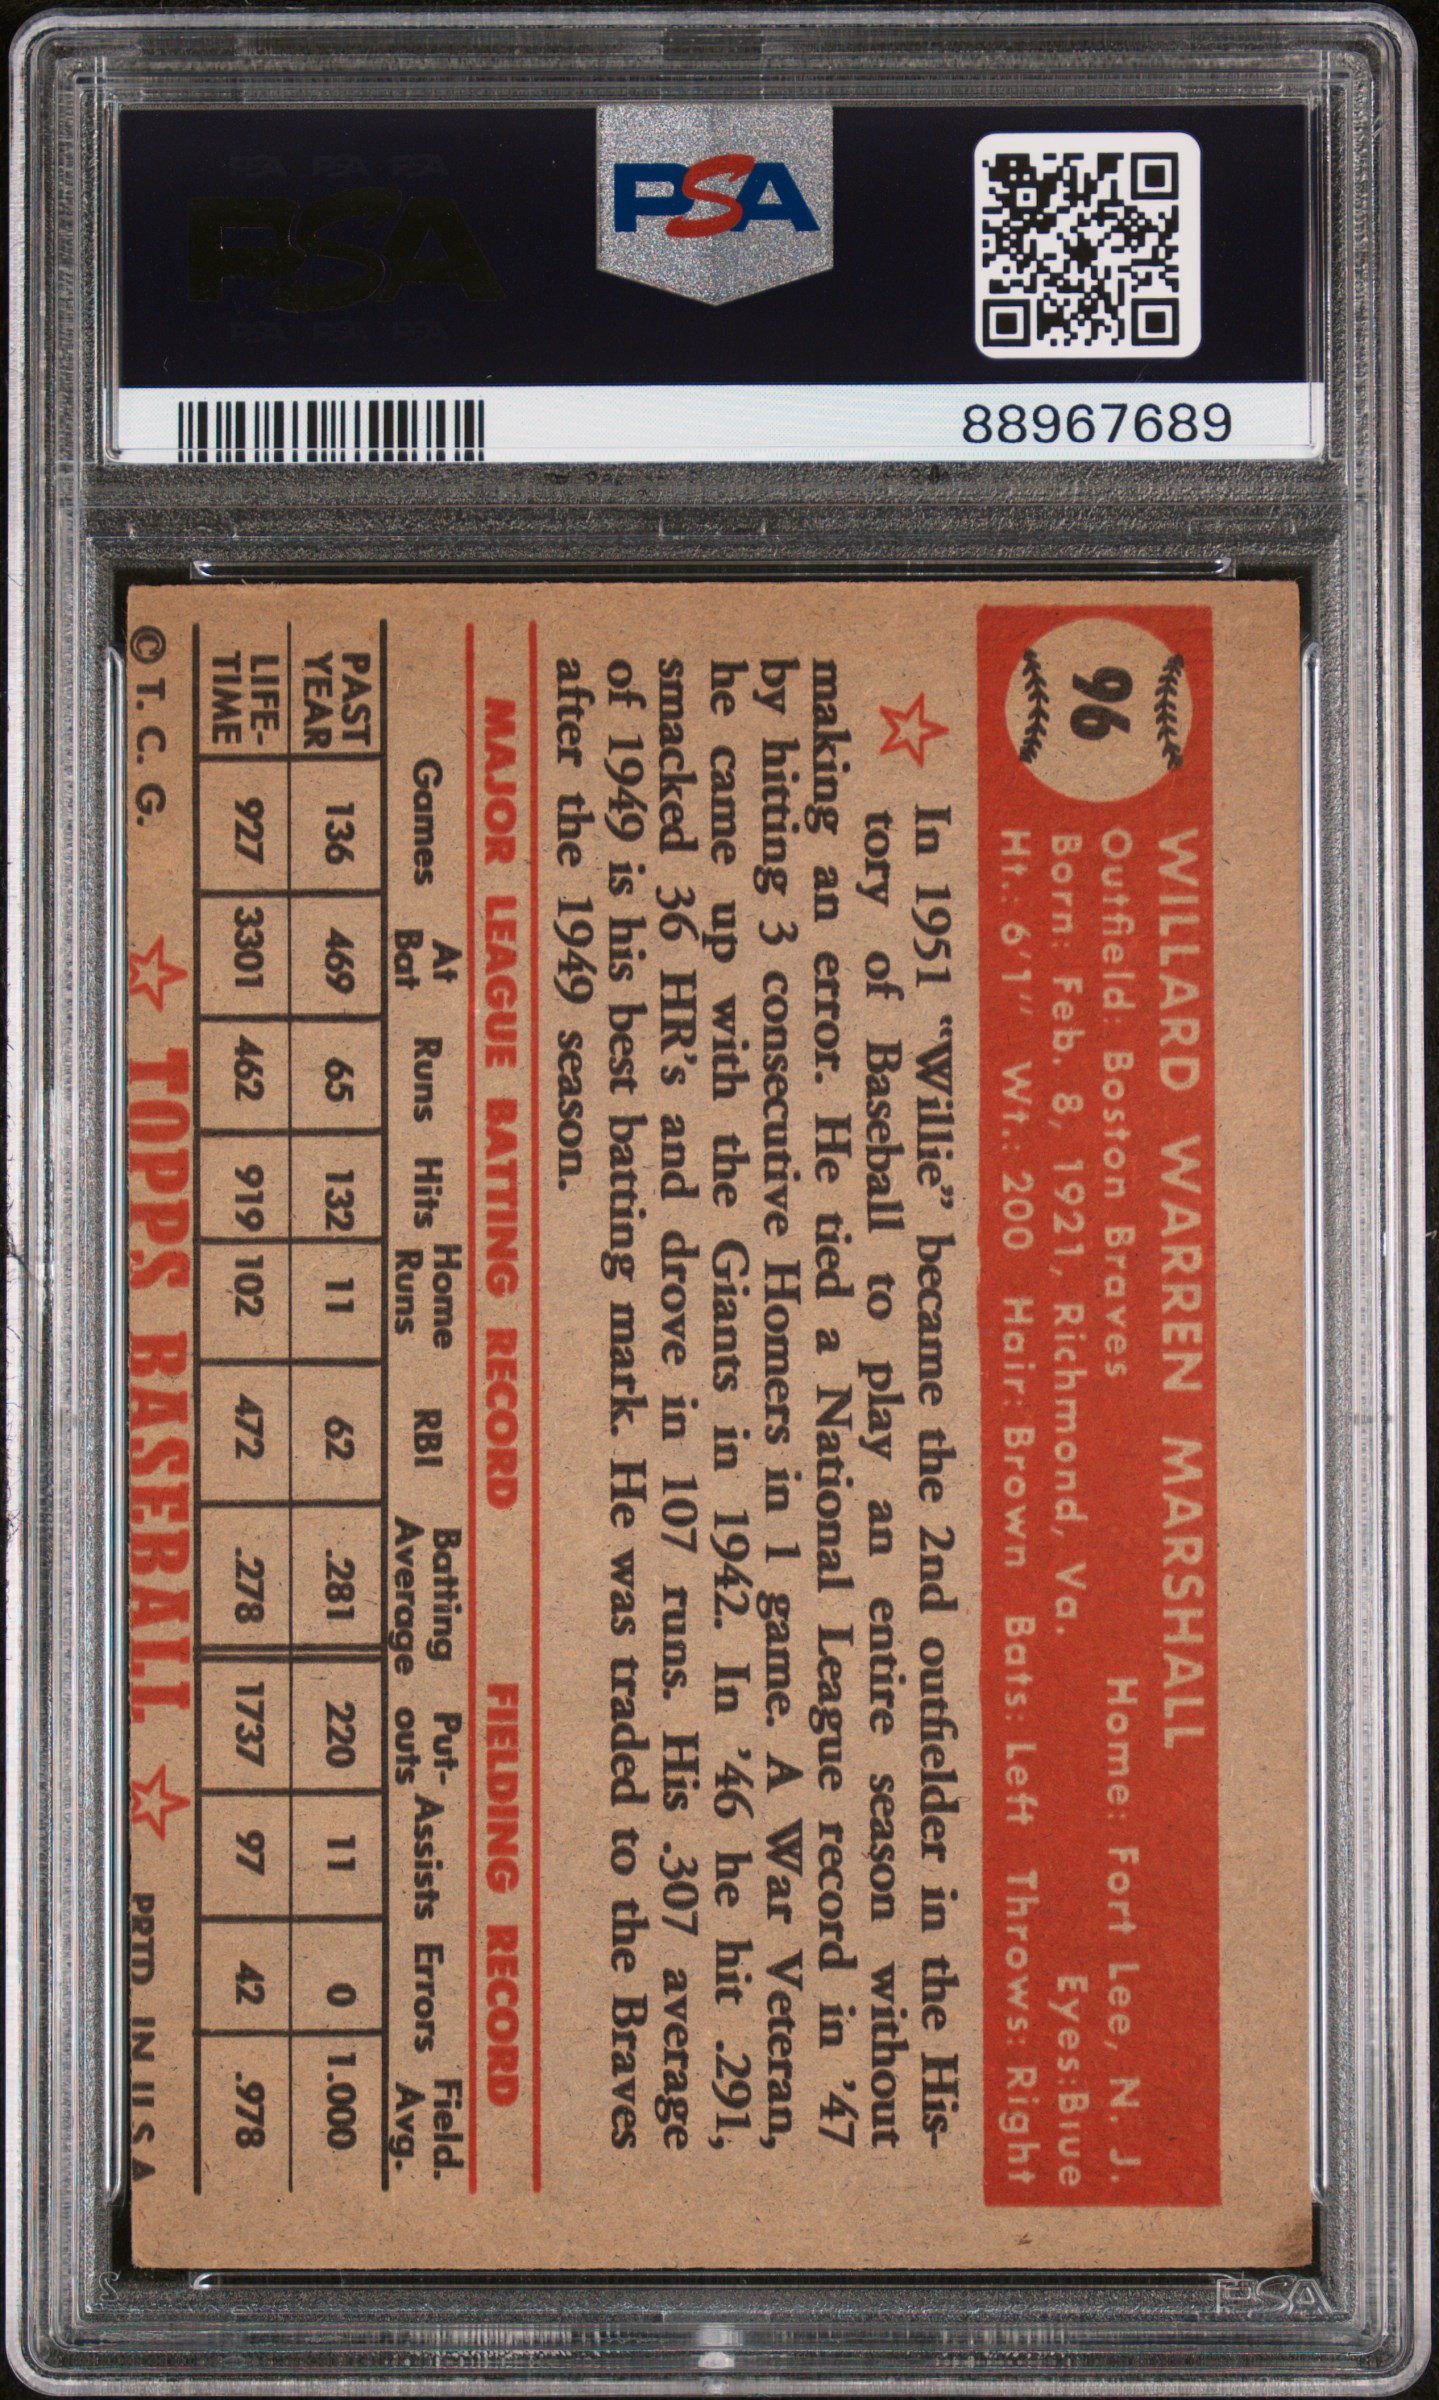 PSA PSA PSA
PSA
PSA PSA PSA
PSA
88967689
96
WILLARD WARREN MARSHALL
Outfield: Boston Braves Home: Fort Lee, N. J.
Born: Feb. 8, 1921, Richmond, Va. Eyes:Blue
Ht.: 6'1" Wt.: 200 Hair: Brown Bats: Left Throws: Right
In 1951 “Willie” became the 2nd outfielder in the His-
tory of Baseball to play an entire season without
making an error. He tied a National League record in ’47
by hitting 3 consecutive Homers in 1 game. A War Veteran,
he came up with the Giants in 1942. In ’46 he hit .291,
smacked 36 HR’s and drove in 107 runs. His .307 average
of 1949 is his best batting mark. He was traded to the Braves
after the 1949 season.
MAJOR LEAGUE BATTING RECORD FIELDING RECORD
Games At Bat Runs Hits Home Runs RBI Batting Average Put-outs Assists Errors Field. Avg.
PAST YEAR 136 469 65 132 11 62 .281 220 11 0 1.000
LIFE-TIME 927 3301 462 919 102 472 .278 1737 97 42 .978
© T. C. G. TOPPS BASEBALL PRTD. IN U.S.A.
PSA